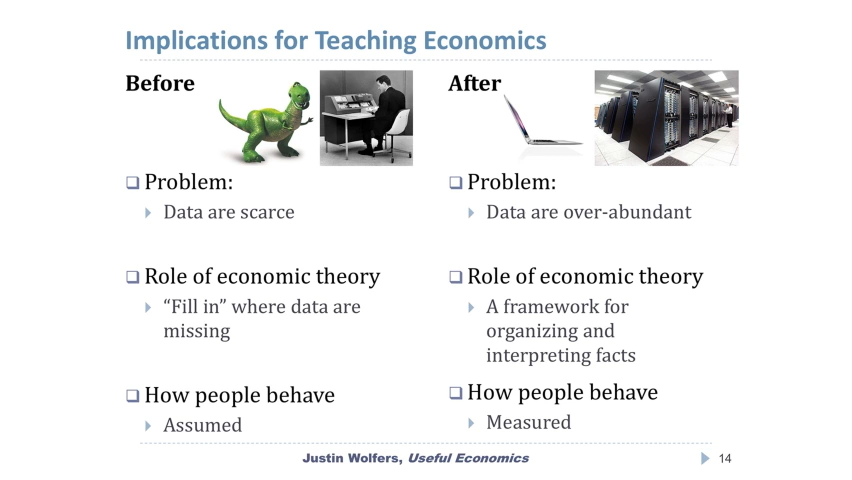 Implications for Teaching Economics
Before
❑ Problem:
Data are scarce
❑ Role of economic theory
“Fill in” where data are
missing
❑ How people behave
Assumed
After
❑ Problem:
Data are over-abundant
❑ Role of economic theory
A framework for
organizing and
interpreting facts
❑ How people behave
Measured
Justin Wolfers, Useful Economics
14